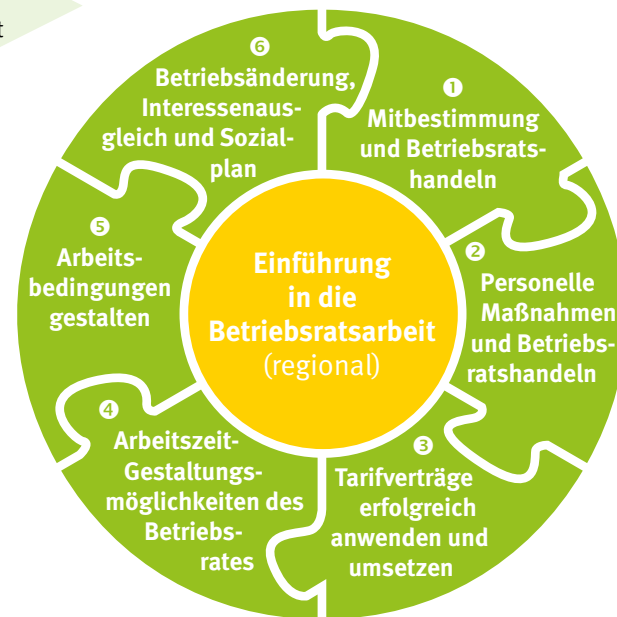 t
❻
Betriebsänderung,
Interessenaus-
gleich und Sozial-
plan
❶
Mitbestimmung
und Betriebsrats-
handeln
❷
Personelle
Maßnahmen
und Betriebs-
ratshandeln
❸
Tarifverträge
erfolgreich
anwenden und
umsetzen
❹
Arbeitszeit-
Gestaltungs-
möglichkeiten des
Betriebs-
rates
❺
Arbeits-
bedingungen
gestalten
Einführung
in die
Betriebsratsarbeit
(regional)